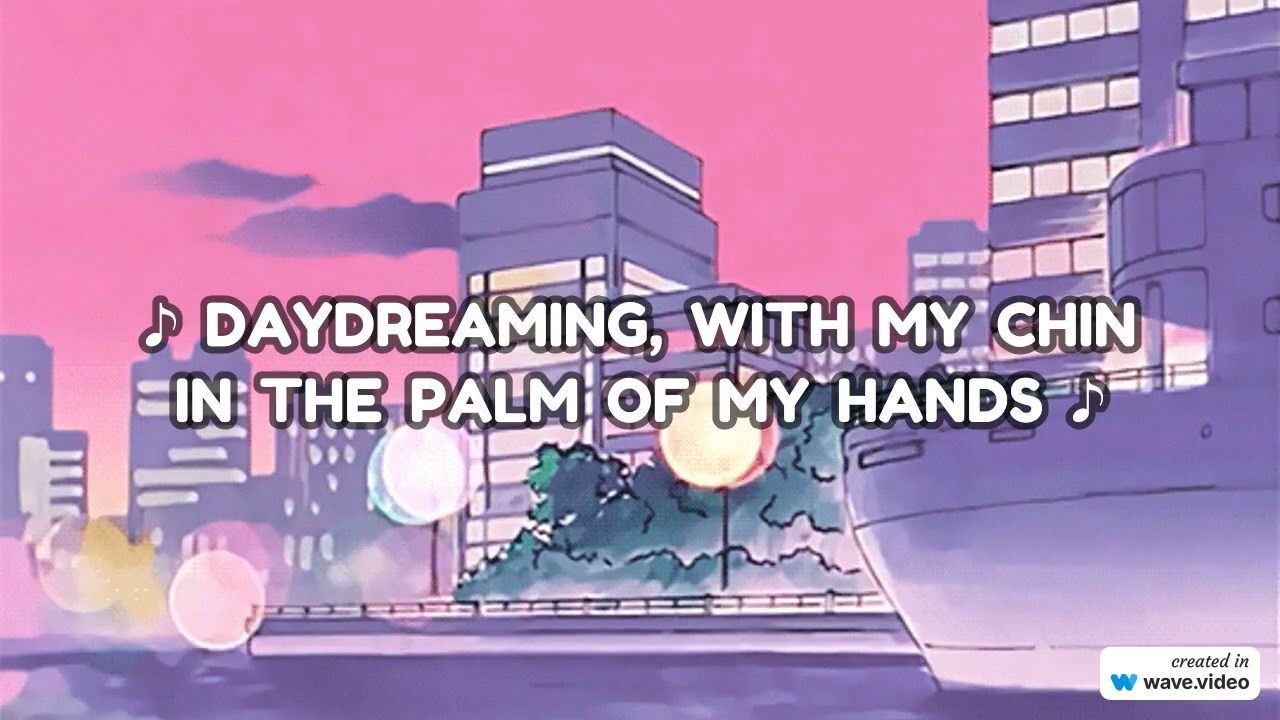 ♪ DAYDREAMING, WITH MY CHIN
IN THE PALM OF MY HANDS ♪
created in
wave.video